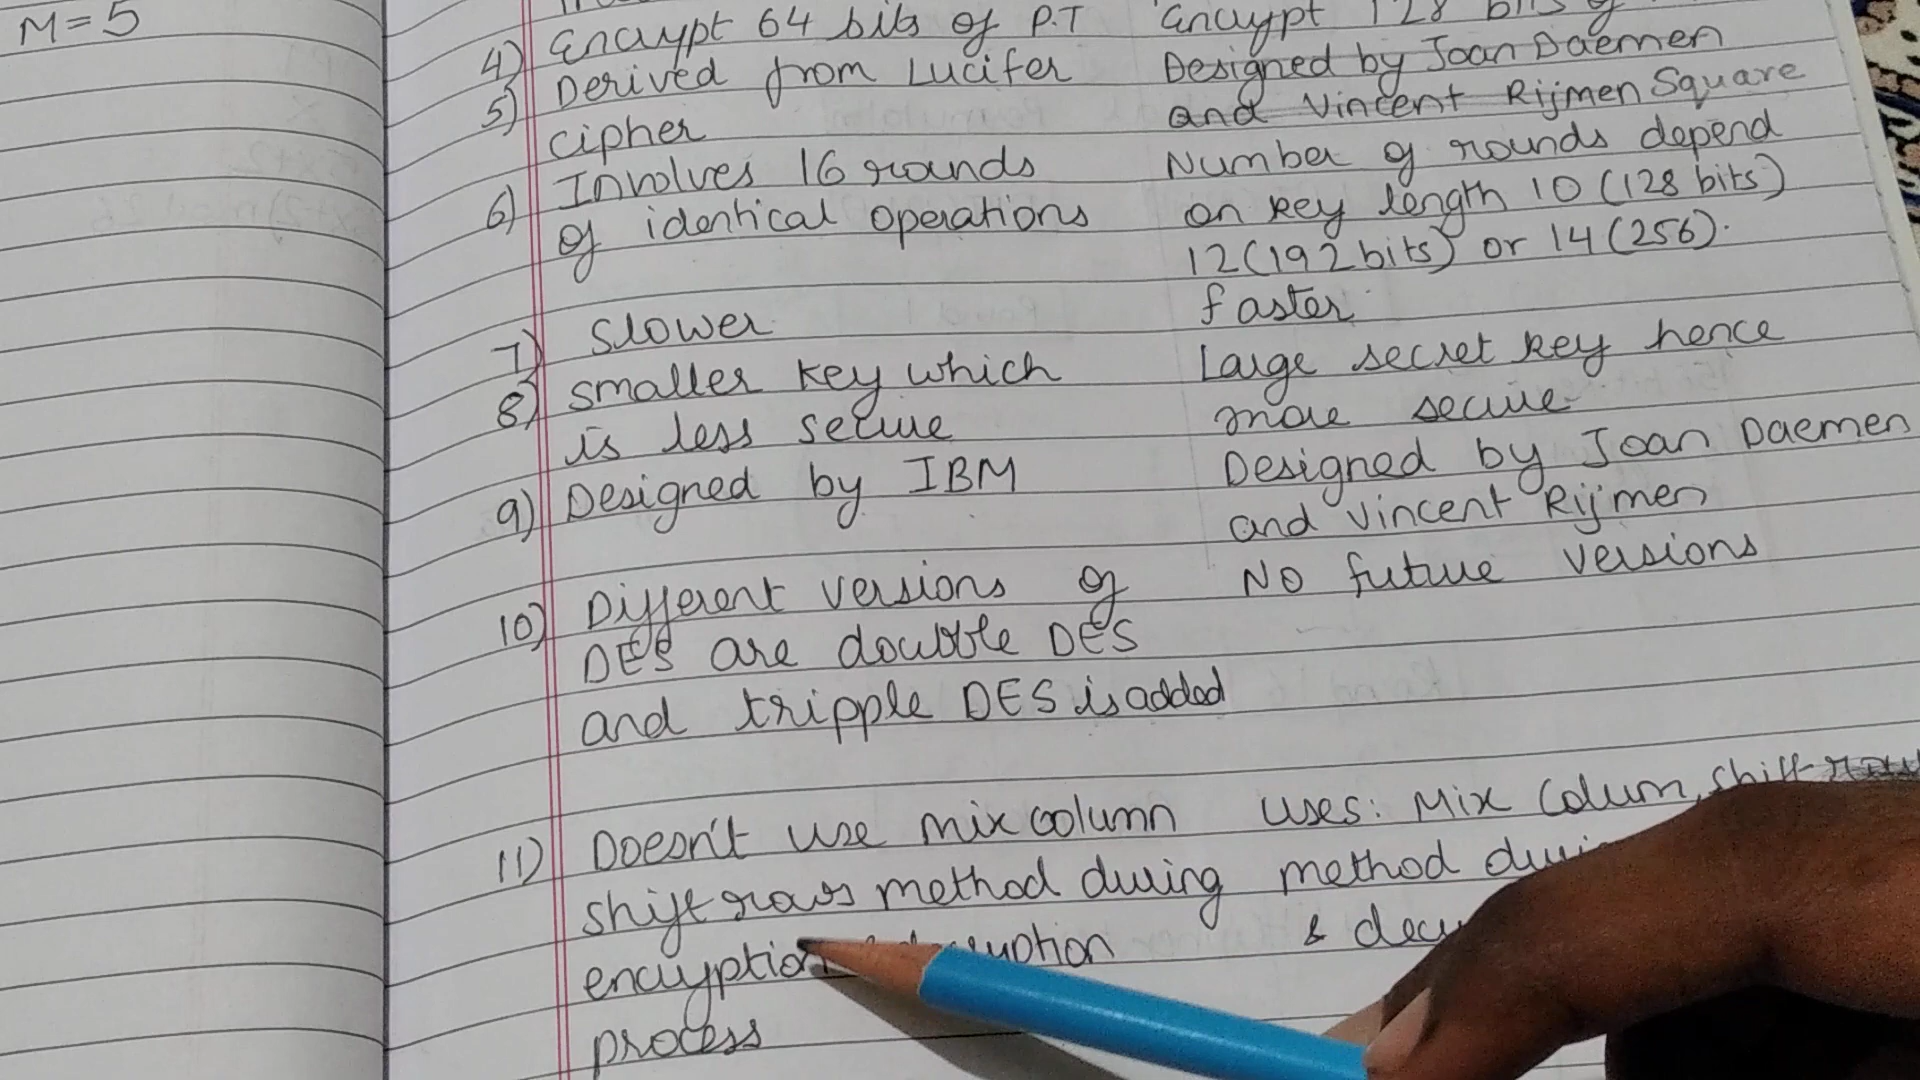 M=5
4) Encrypt 64 bits of P.T
5) Derived from Lucifer
cipher
6) Involves 16 rounds
of identical operations
7) Slower
8) smaller key which
is less secure
9) Designed by IBM
10) Different versions of
DES are doubble DES
and tripple DES is added
11) Doesn't use mix column
shift rows method during
encryption
process
Encrypt 128 bits
Designed by Joan Daemen
and Vincent Rijmen Square
Number of rounds depend
on key length 10 (128 bits)
12 (192 bits) or 14 (256).
faster
Large secret key hence
more secure
Designed by Joan Daemen
and Vincent Rijmen
No future versions
Uses: Mix Colum, shift
method
&